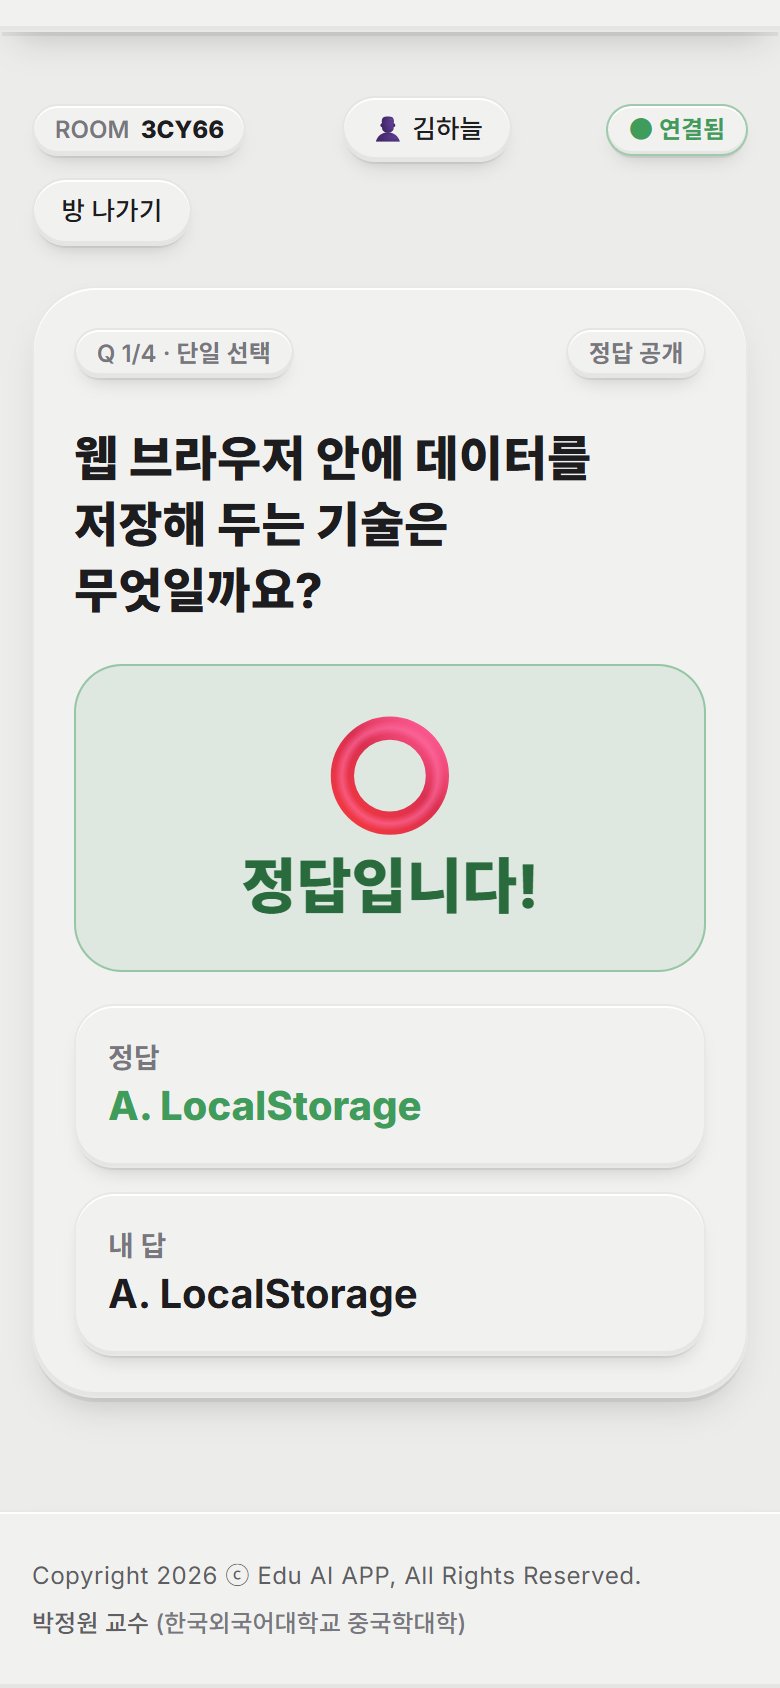 ROOM 3CY66
김하늘
연결됨
방 나가기
Q 1/4 · 단일 선택
정답 공개
웹 브라우저 안에 데이터를
저장해 두는 기술은
무엇일까요?
정답입니다!
정답
A. LocalStorage
내 답
A. LocalStorage
Copyright 2026 ⓒ Edu AI APP, All Rights Reserved.
박정원 교수 (한국외국어대학교 중국학대학)